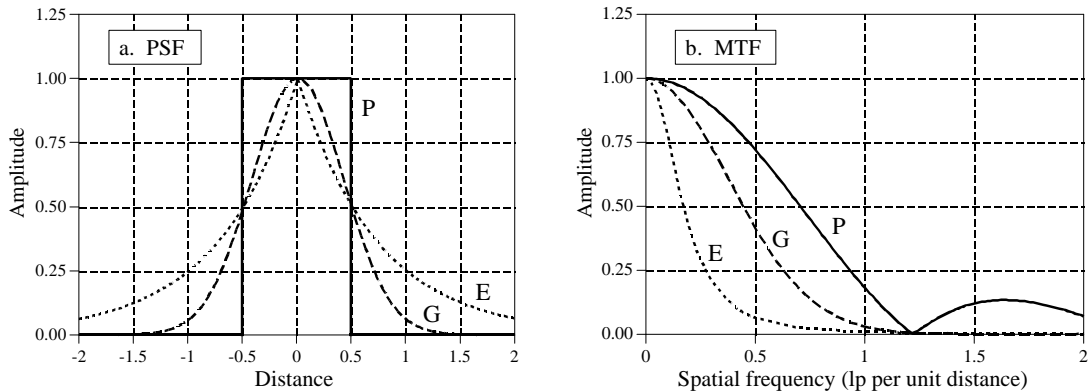 Amplitude
1.25
1.00
0.75
0.50
0.25
0.00
a. PSF
P
E
G
-2
-1.5
-1
-0.5
0
0.5
1
1.5
2
Distance
Amplitude
1.25
1.00
0.75
0.50
0.25
0.00
b. MTF
P
G
E
0
0.5
1
1.5
2
Spatial frequency (lp per unit distance)